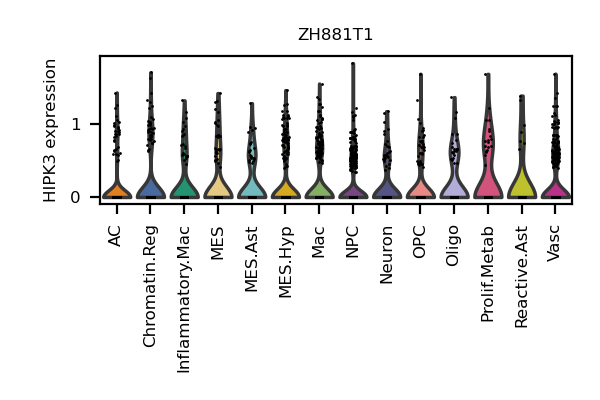 ZH881T1
HIPK3 expression
1
0
AC
Chromatin.Reg
Inflammatory.Mac
MES
MES.Ast
MES.Hyp
Mac
NPC
Neuron
OPC
Oligo
Prolif.Metab
Reactive.Ast
Vasc